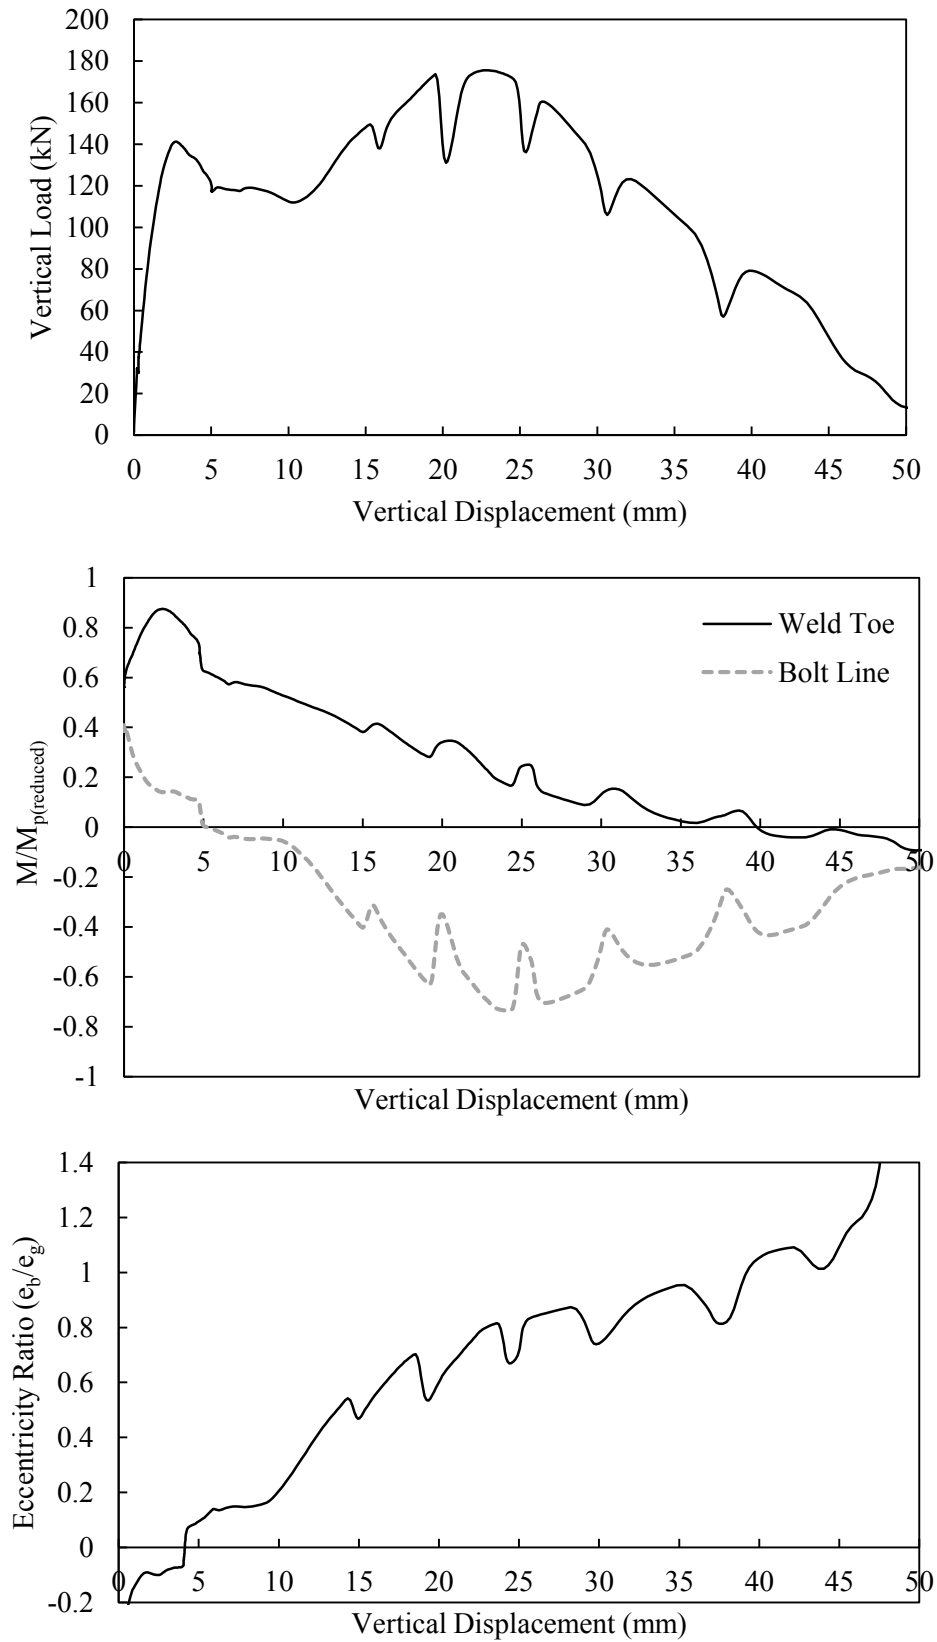 200
180
160
140
120
100
80
60
40
20
0
Vertical Load (kN)
0 5 10 15 20 25 30 35 40 45 50
Vertical Displacement (mm)
1
0.8
0.6
0.4
0.2
0
-0.2
-0.4
-0.6
-0.8
-1
M/Mp(reduced)
Weld Toe
Bolt Line
0 5 10 15 20 25 30 35 40 45 50
Vertical Displacement (mm)
1.4
1.2
1
0.8
0.6
0.4
0.2
0
-0.2
Eccentricity Ratio (eb/eg)
0 5 10 15 20 25 30 35 40 45 50
Vertical Displacement (mm)